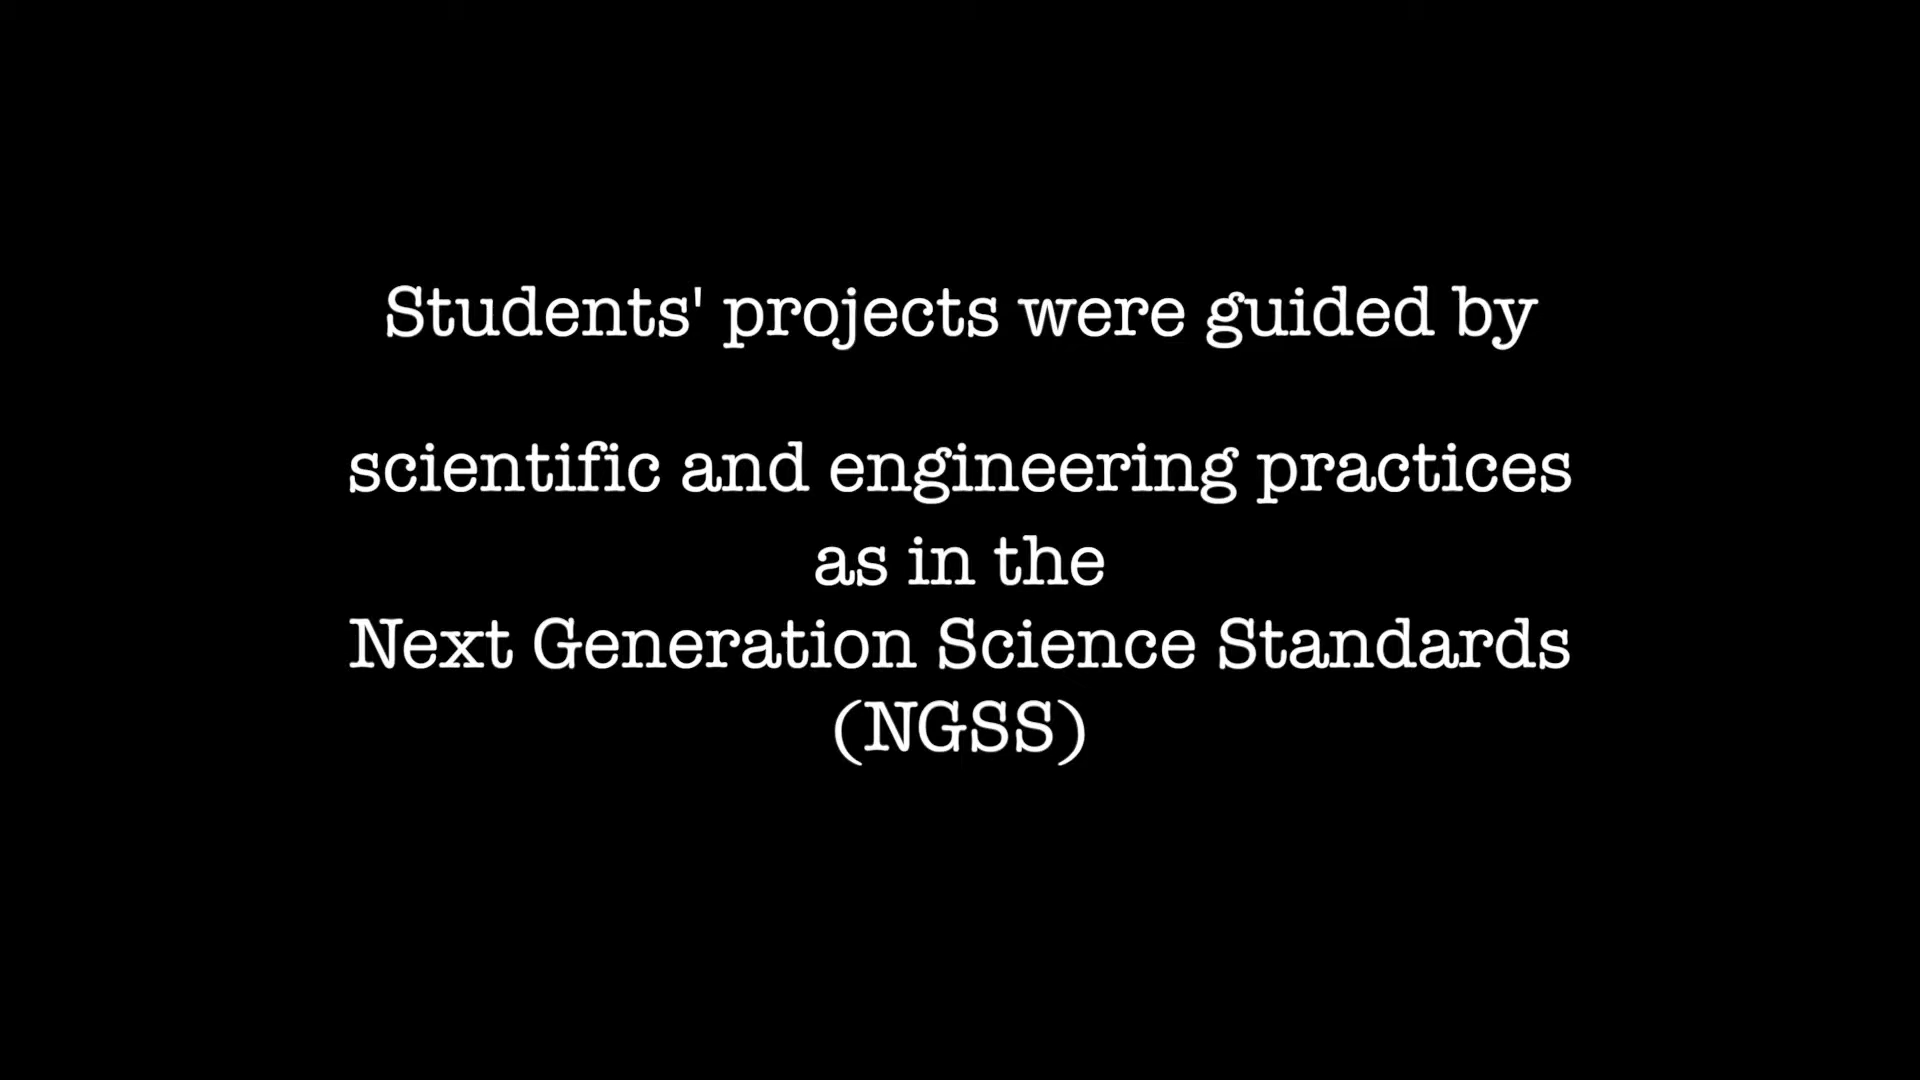 Students' projects were guided by
scientific and engineering practices
as in the
Next Generation Science Standards
(NGSS)